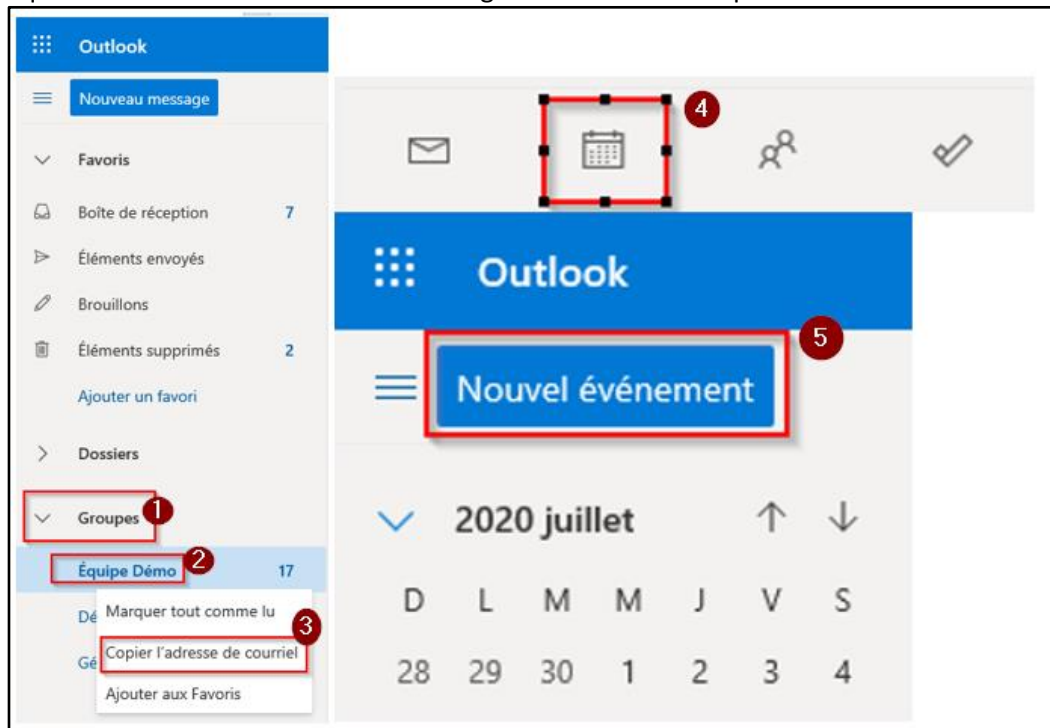 Outlook
Nouveau message
Favoris
Boîte de réception 7
Éléments envoyés
Brouillons
Éléments supprimés 2
Ajouter un favori
Dossiers
Groupes 1
Équipe Démo 2 17
Dé
Marquer tout comme lu
3
Gé
Copier l'adresse de courriel
Ajouter aux Favoris
4
Outlook
5
Nouvel événement
2020 juillet
D L M M J V S
28 29 30 1 2 3 4